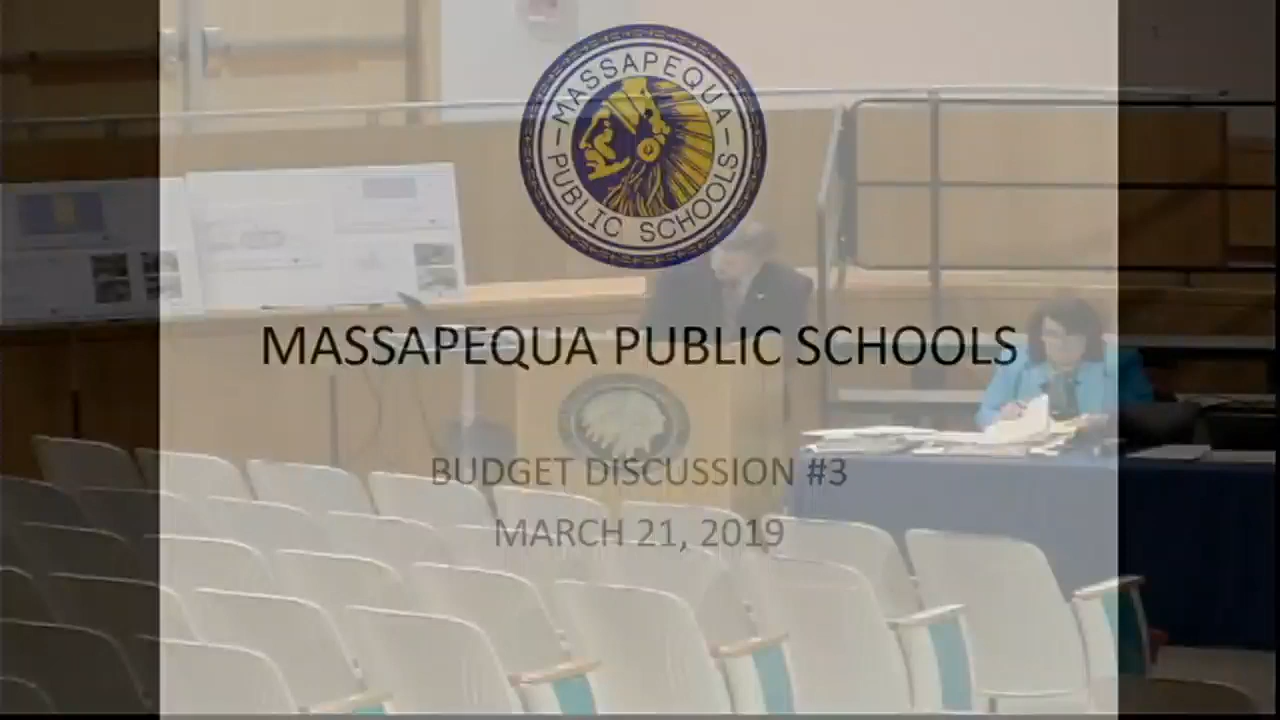 MASSAPEQUA
PUBLIC SCHOOLS
MASSAPEQUA PUBLIC SCHOOLS
BUDGET DISCUSSION #3
MARCH 21, 2019